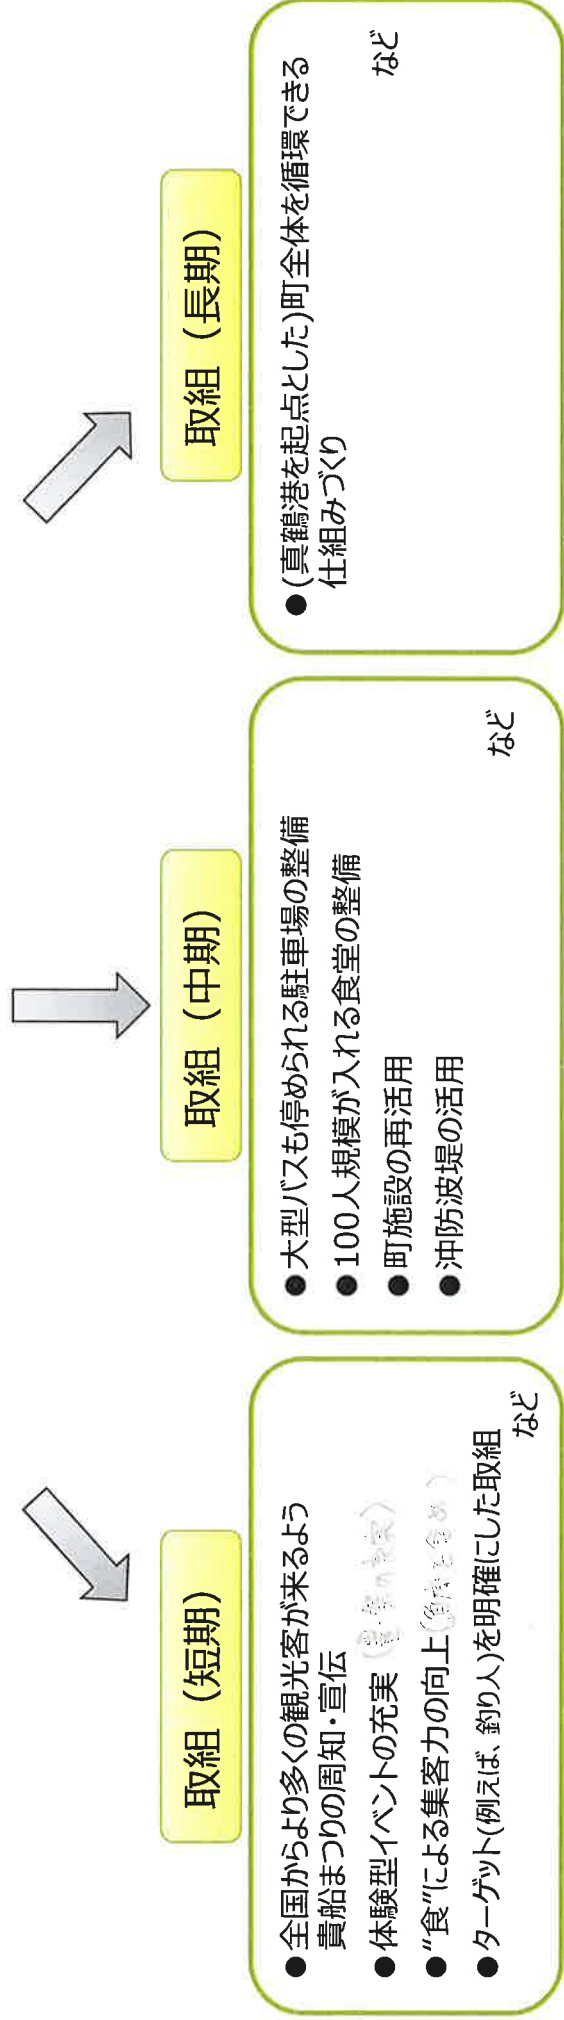 取組（短期）
●全国からより多くの観光客が来るよう
貴船まつりの周知・宣伝
●体験型イベントの充実
●“食”による集客力の向上
●ターゲット(例えば、釣り人)を明確にした取組
など
取組（中期）
●大型バスも停められる駐車場の整備
●100人規模が入れる食堂の整備
●町施設の再活用
●沖防波堤の活用
など
取組（長期）
●(真鶴港を起点とした)町全体を循環できる
仕組みづくり
など